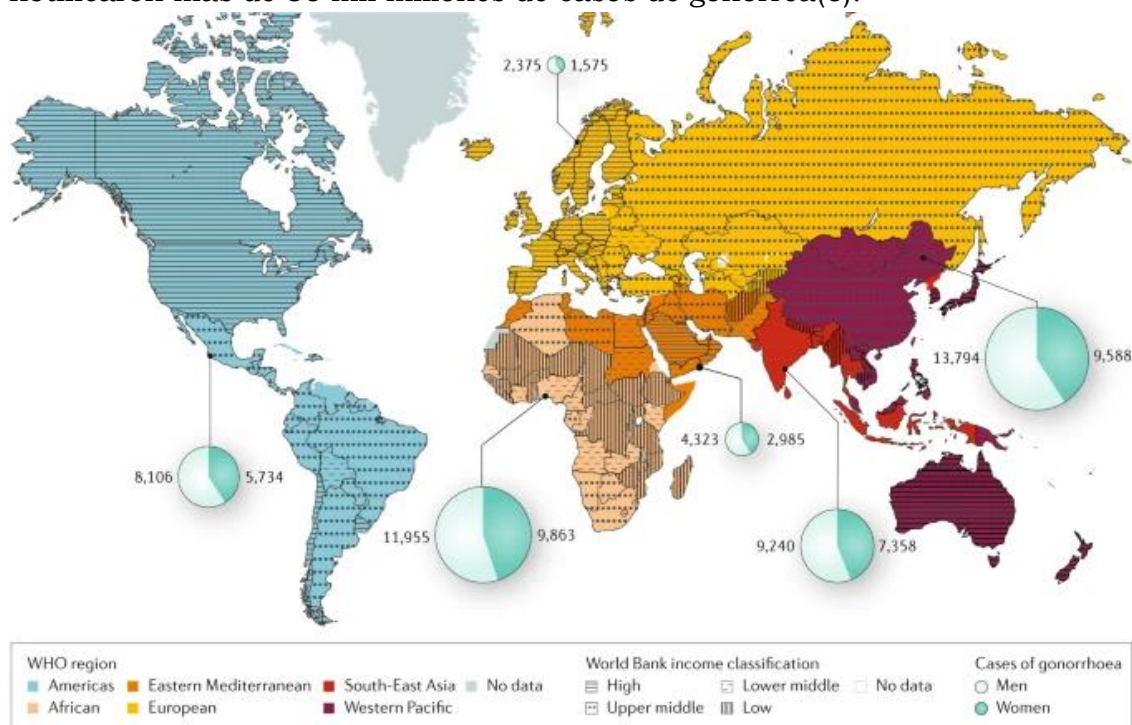 2,375 1,575
13,794 9,588
4,323 2,985
8,106 5,734
11,955 9,863
9,240 7,358
WHO region
Americas Eastern Mediterranean South-East Asia No data
African European Western Pacific
World Bank income classification
High Lower middle No data
Upper middle Low
Cases of gonorrhoea
Men
Women